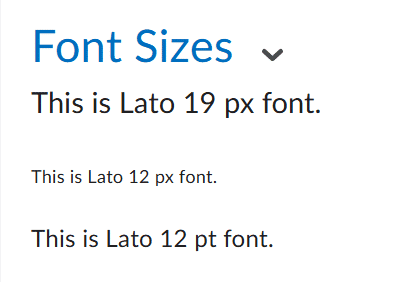 Font Sizes
This is Lato 19 px font.
This is Lato 12 px font.
This is Lato 12 pt font.